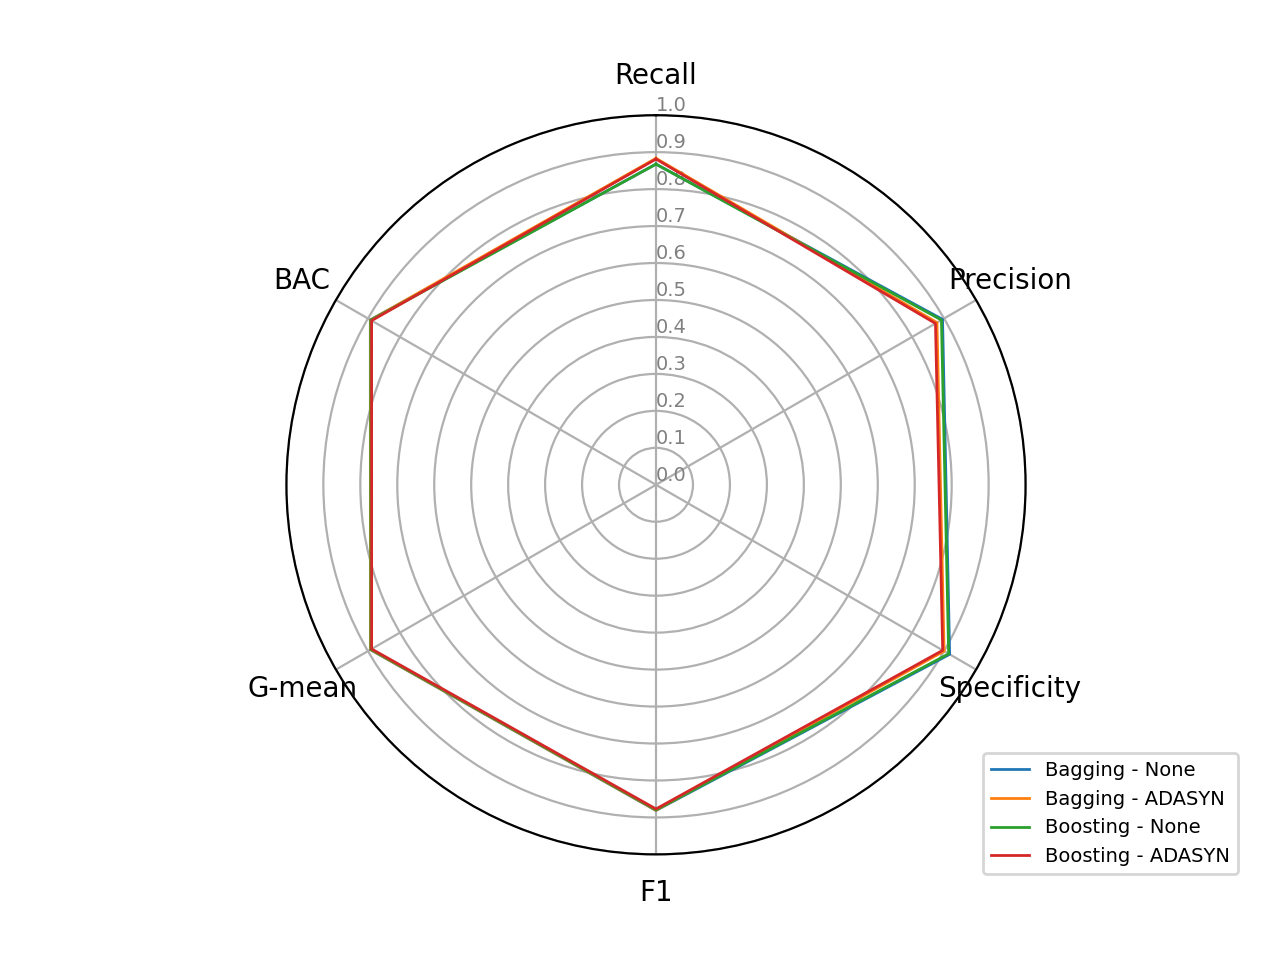 Recall
1.0
0.9
0.8
0.7
0.6
0.5
0.4
0.3
0.2
0.1
0.0
BAC
Precision
G-mean
Specificity
F1
Bagging - None
Bagging - ADASYN
Boosting - None
Boosting - ADASYN